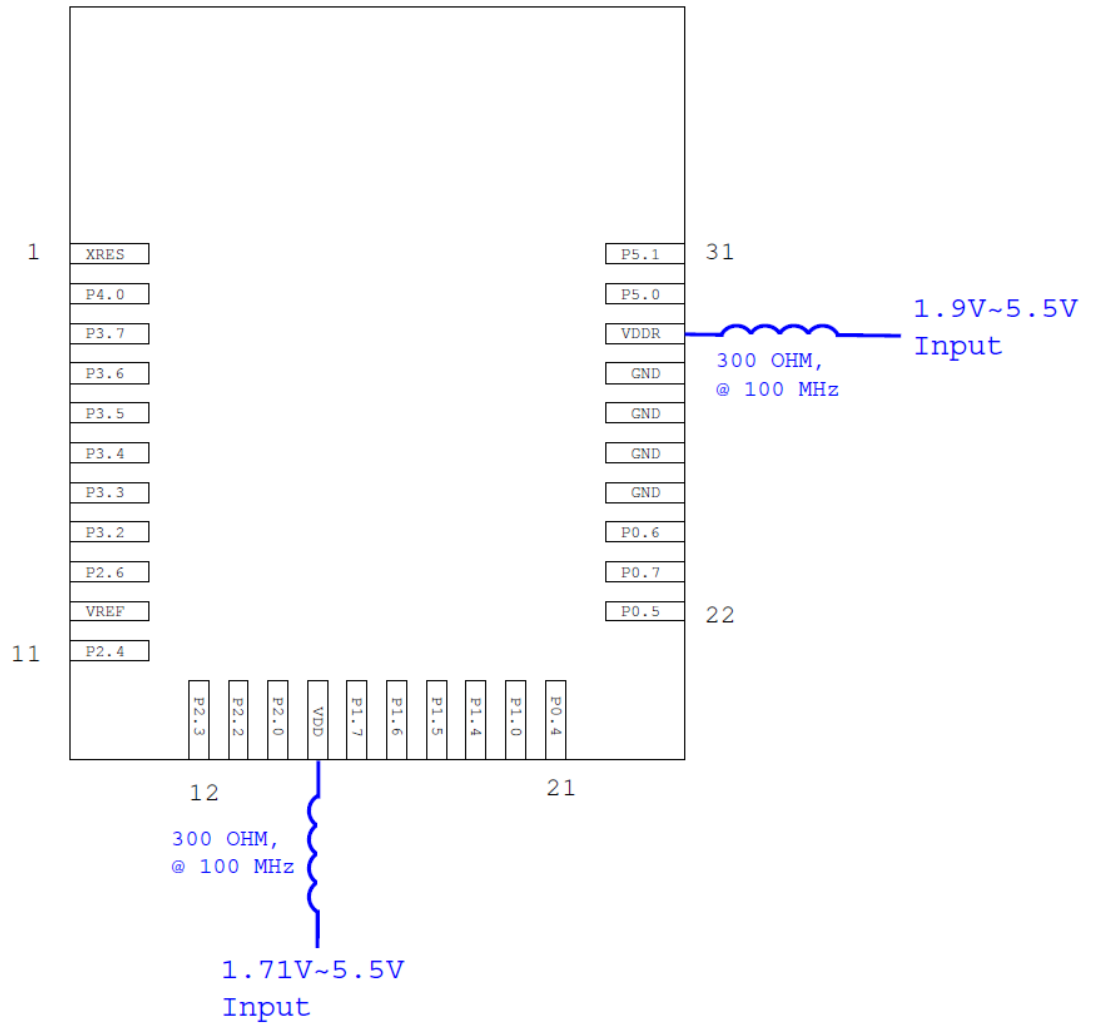 1
XRES
P4.0
P3.7
P3.6
P3.5
P3.4
P3.3
P3.2
P2.6
VREF
11
P2.4
P2.3
P2.2
P2.0
VDD
P1.7
P1.6
P1.5
P1.4
P1.0
P0.4
12
21
P5.1
31
P5.0
VDDR
GND
GND
GND
GND
P0.6
P0.7
P0.5
22
1.9V~5.5V
Input
300 OHM,
@ 100 MHz
300 OHM,
@ 100 MHz
1.71V~5.5V
Input